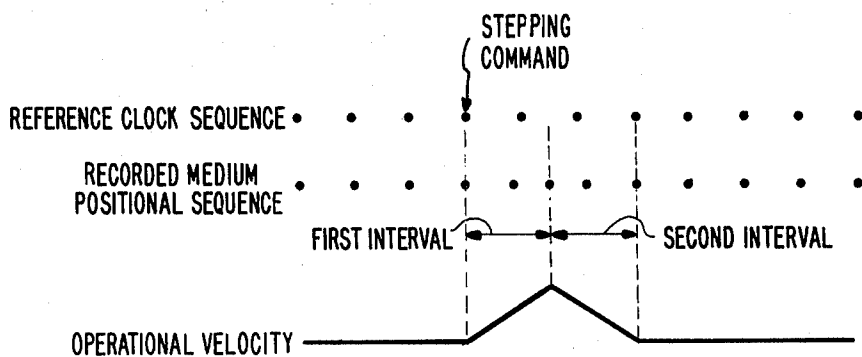 STEPPING
COMMAND
REFERENCE CLOCK SEQUENCE
RECORDED MEDIUM
POSITIONAL SEQUENCE
FIRST INTERVAL
SECOND INTERVAL
OPERATIONAL VELOCITY